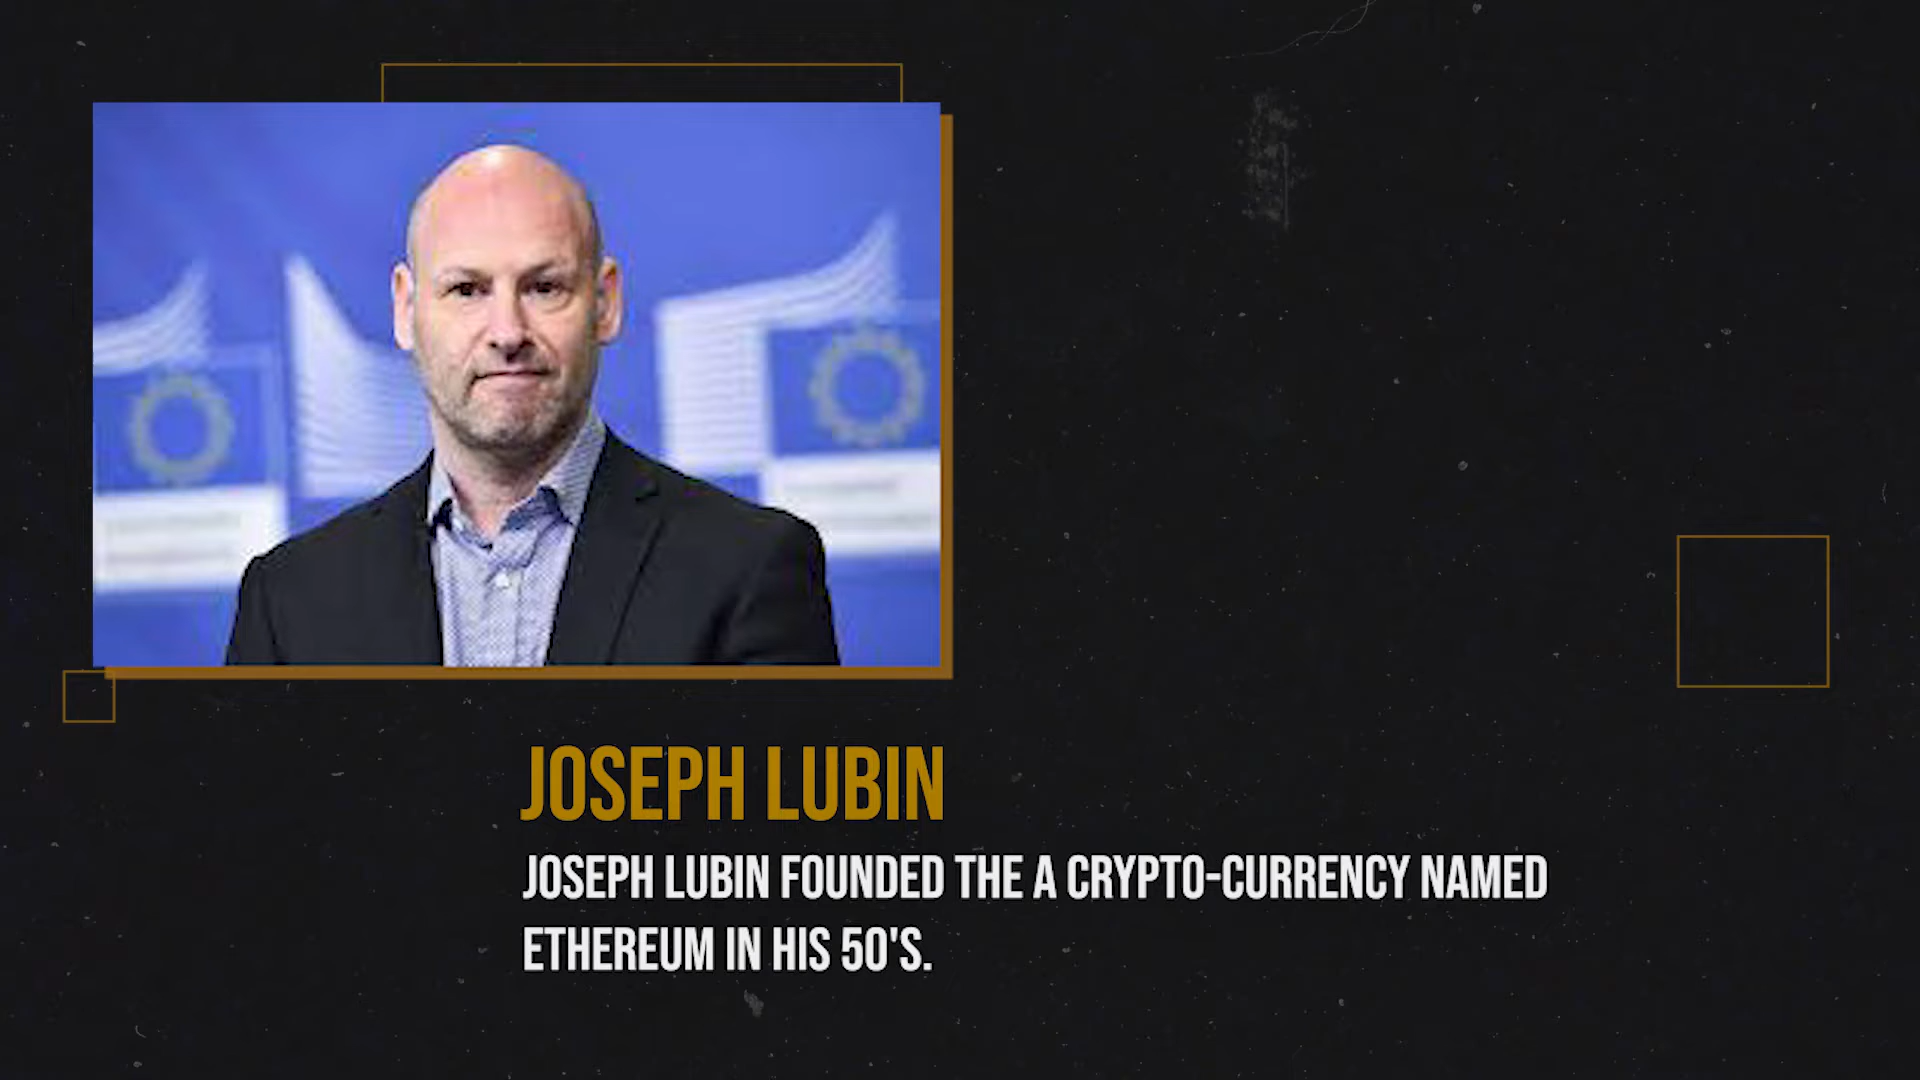 JOSEPH LUBIN
JOSEPH LUBIN FOUNDED THE A CRYPTO-CURRENCY NAMED
ETHEREUM IN HIS 50'S.